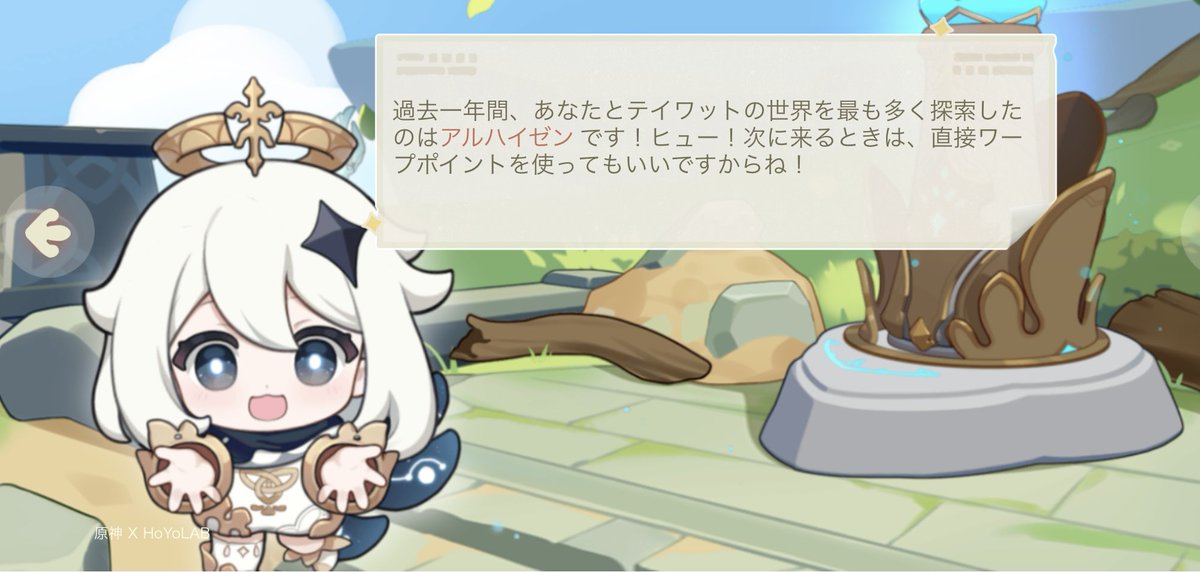 過去一年間、あなたとテイワットの世界を最も多く探索した
のはアルハイゼン です！ヒュー！次に来るときは、直接ワー
プポイントを使ってもいいですからね！
原神 X HoYoLAB